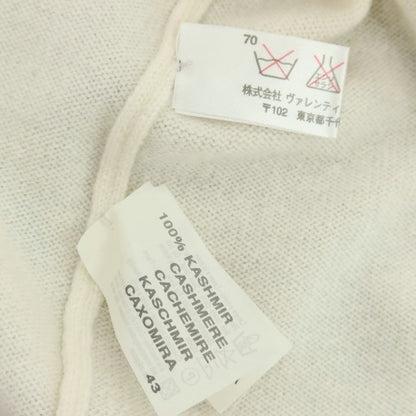 70
株式会社 ヴァレンティ
〒102 東京都千代
100% KASHMIR
CASHMERE
CACHEMIRE
KASCHMIR
CAXOMIRA
43